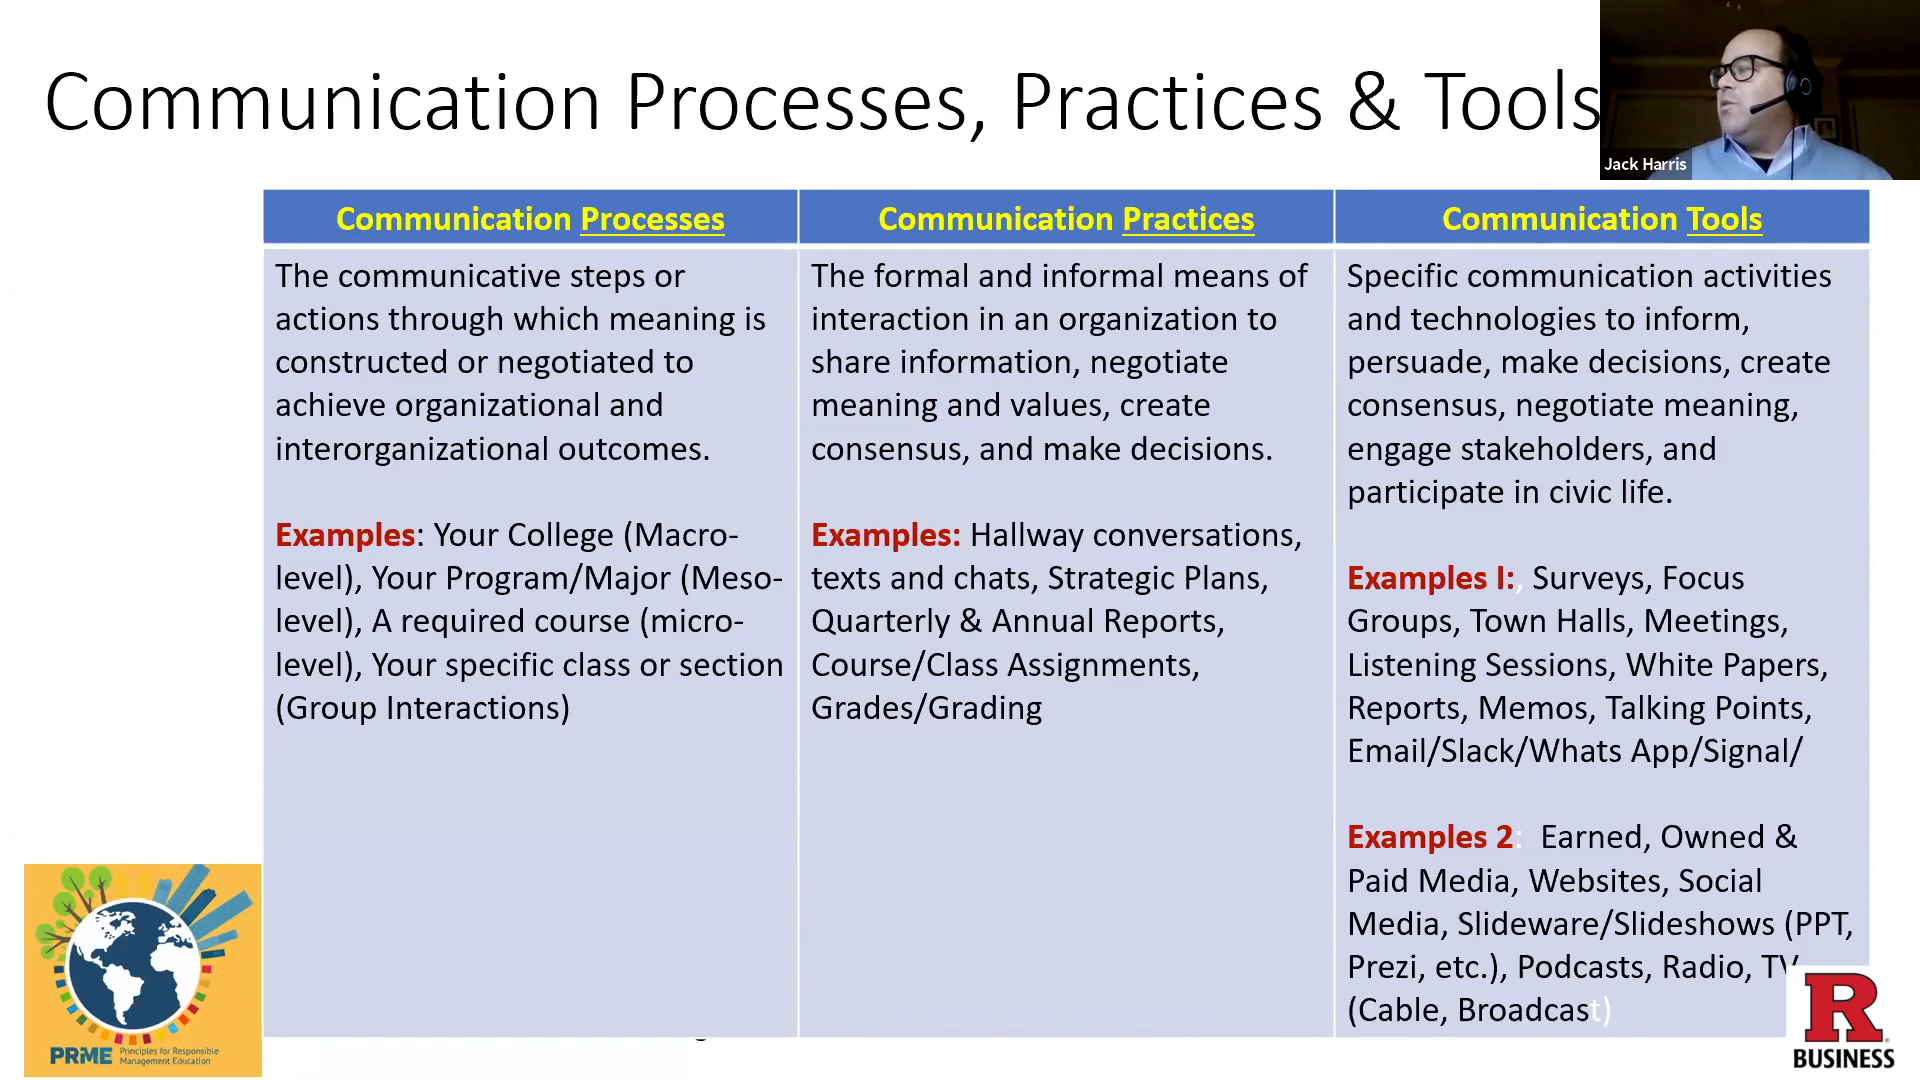 Communication Processes, Practices & Tools
Jack Harris
Communication Processes
The communicative steps or
actions through which meaning is
constructed or negotiated to
achieve organizational and
interorganizational outcomes.
Examples: Your College (Macro-
level), Your Program/Major (Meso-
level), A required course (micro-
level), Your specific class or section
(Group Interactions)
Communication Practices
The formal and informal means of
interaction in an organization to
share information, negotiate
meaning and values, create
consensus, and make decisions.
Examples: Hallway conversations,
texts and chats, Strategic Plans,
Quarterly & Annual Reports,
Course/Class Assignments,
Grades/Grading
Communication Tools
Specific communication activities
and technologies to inform,
persuade, make decisions, create
consensus, negotiate meaning,
engage stakeholders, and
participate in civic life.
Examples I:, Surveys, Focus
Groups, Town Halls, Meetings,
Listening Sessions, White Papers,
Reports, Memos, Talking Points,
Email/Slack/Whats App/Signal/
Examples 2: Earned, Owned &
Paid Media, Websites, Social
Media, Slideware/Slideshows (PPT,
Prezi, etc.), Podcasts, Radio, TV
(Cable, Broadcast)
PRME Principles for Responsible
Management Education
R
BUSINESS